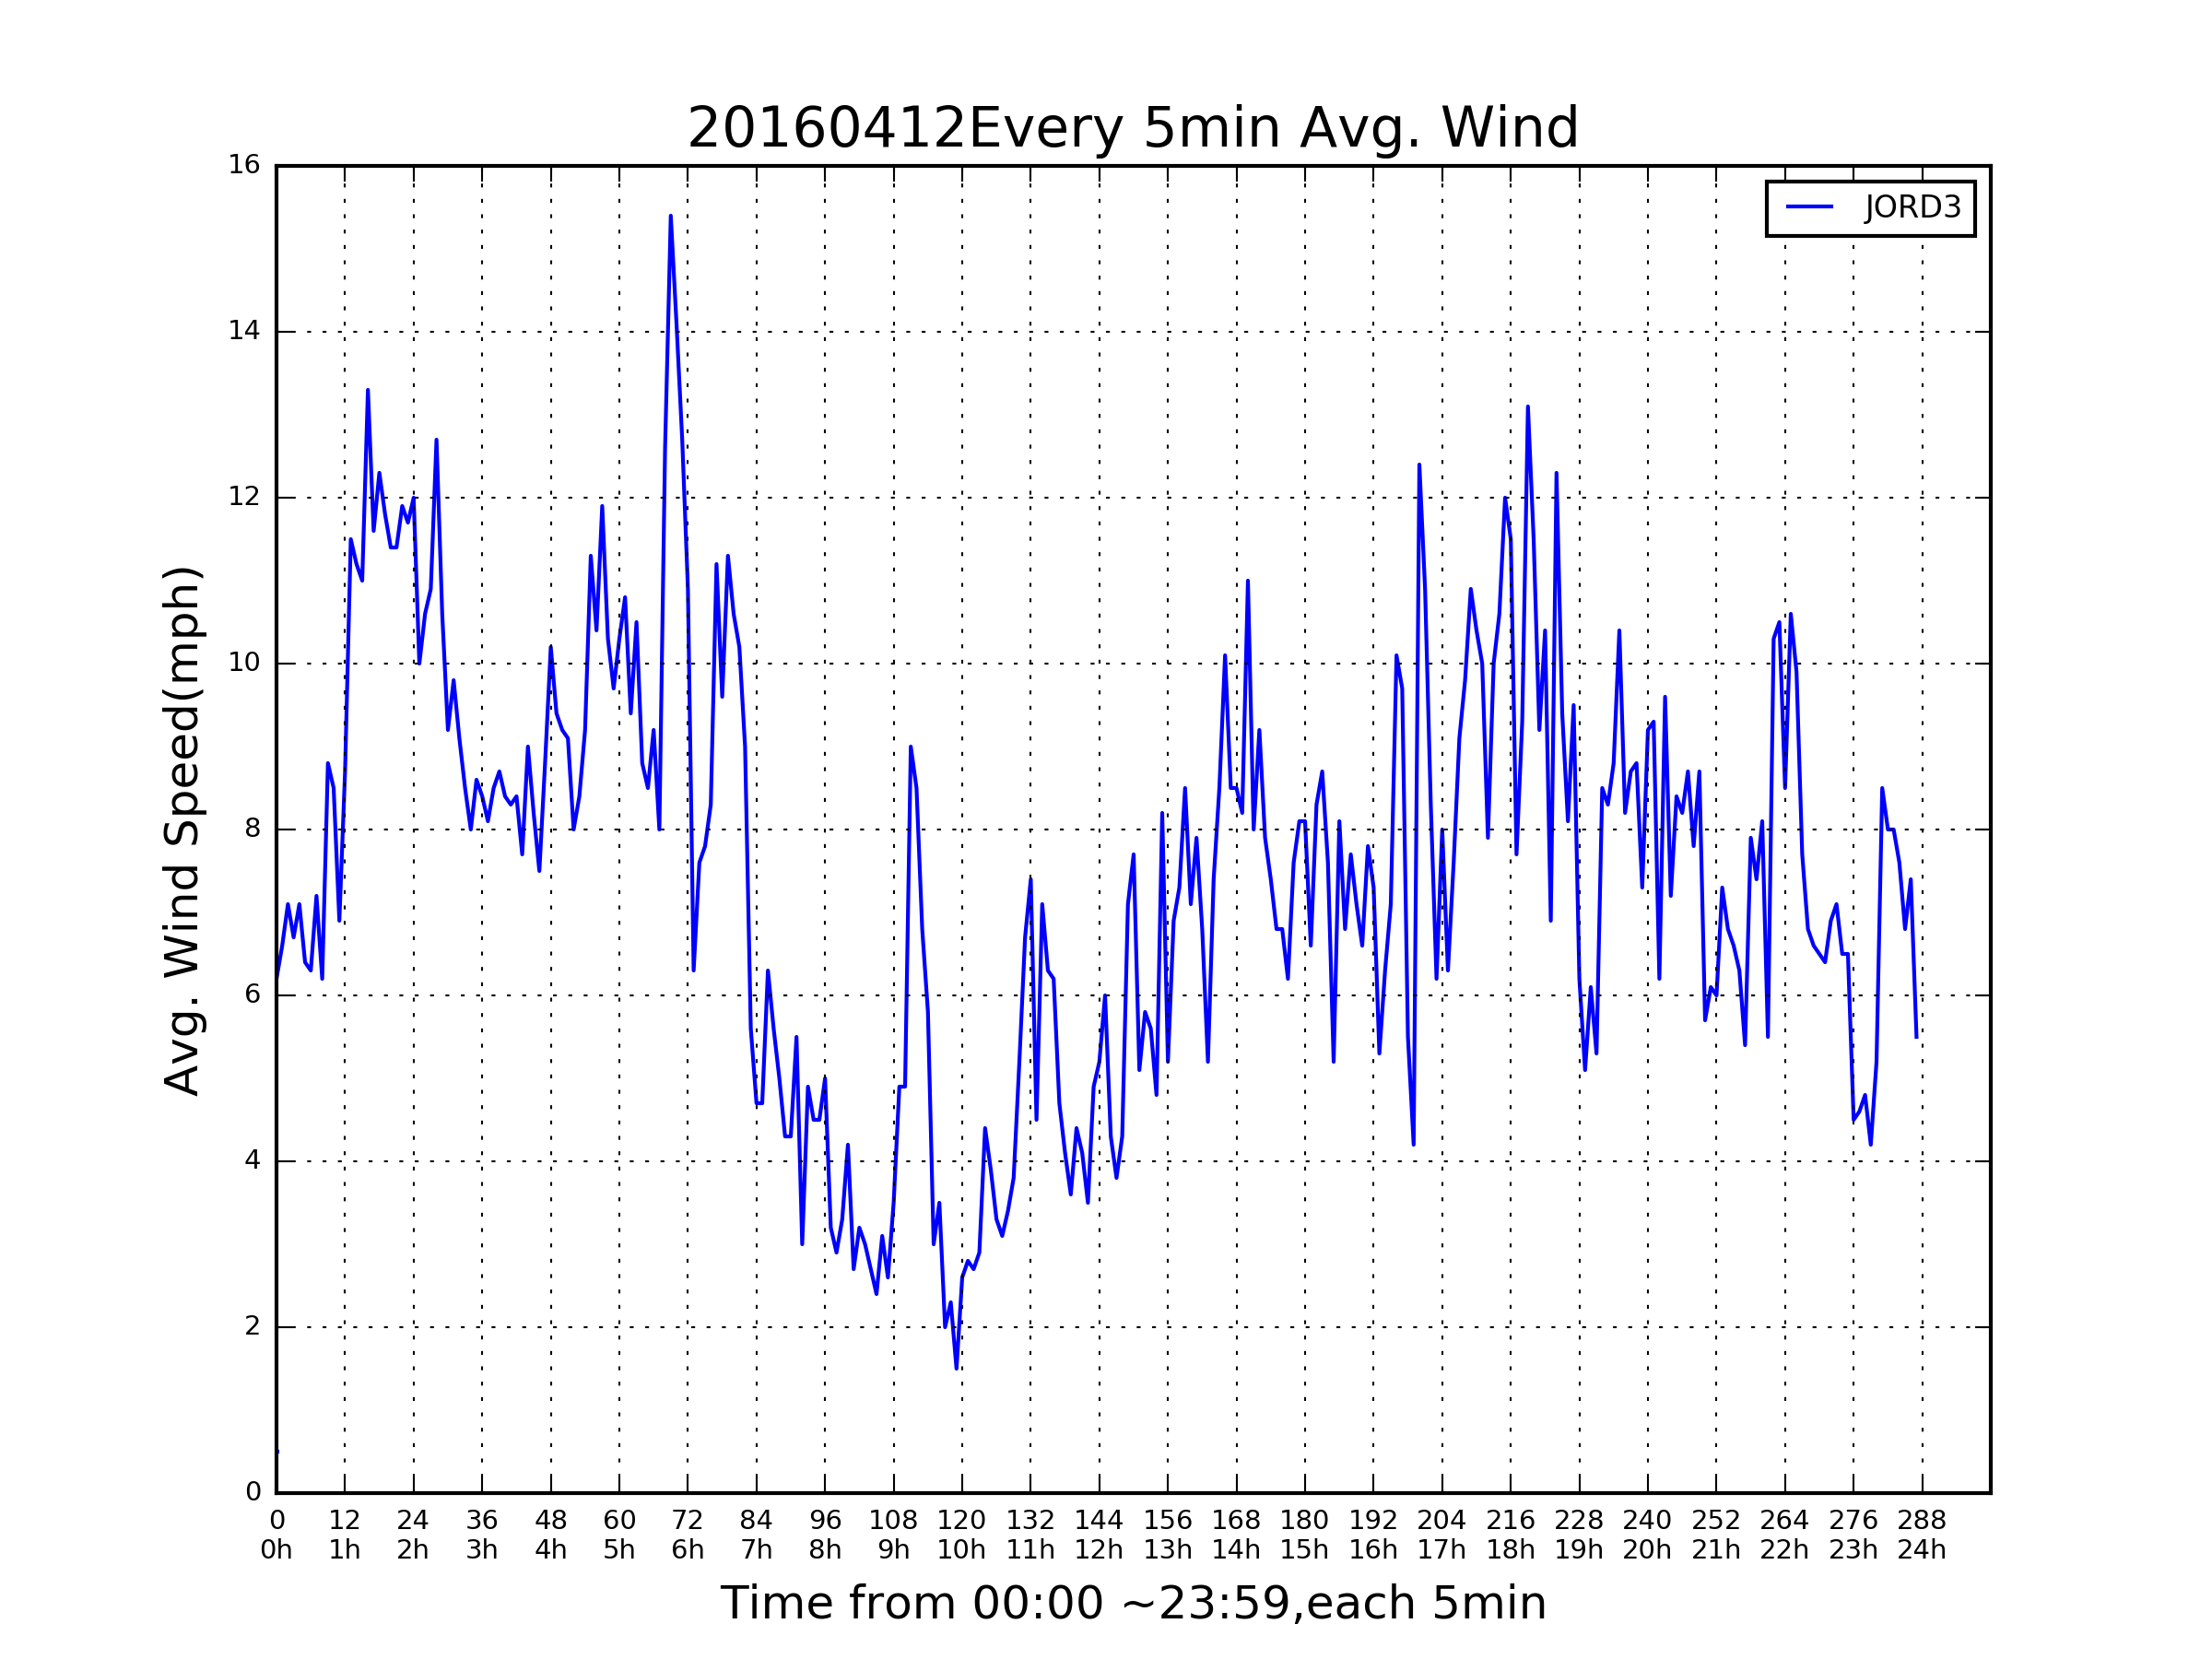 20160412Every 5min Avg. Wind
JORD3
16
14
12
10
8
6
4
2
0
Avg. Wind Speed(mph)
0 12 24 36 48 60 72 84 96 108 120 132 144 156 168 180 192 204 216 228 240 252 264 276 288
0h 1h 2h 3h 4h 5h 6h 7h 8h 9h 10h 11h 12h 13h 14h 15h 16h 17h 18h 19h 20h 21h 22h 23h 24h
Time from 00:00 ~23:59,each 5min